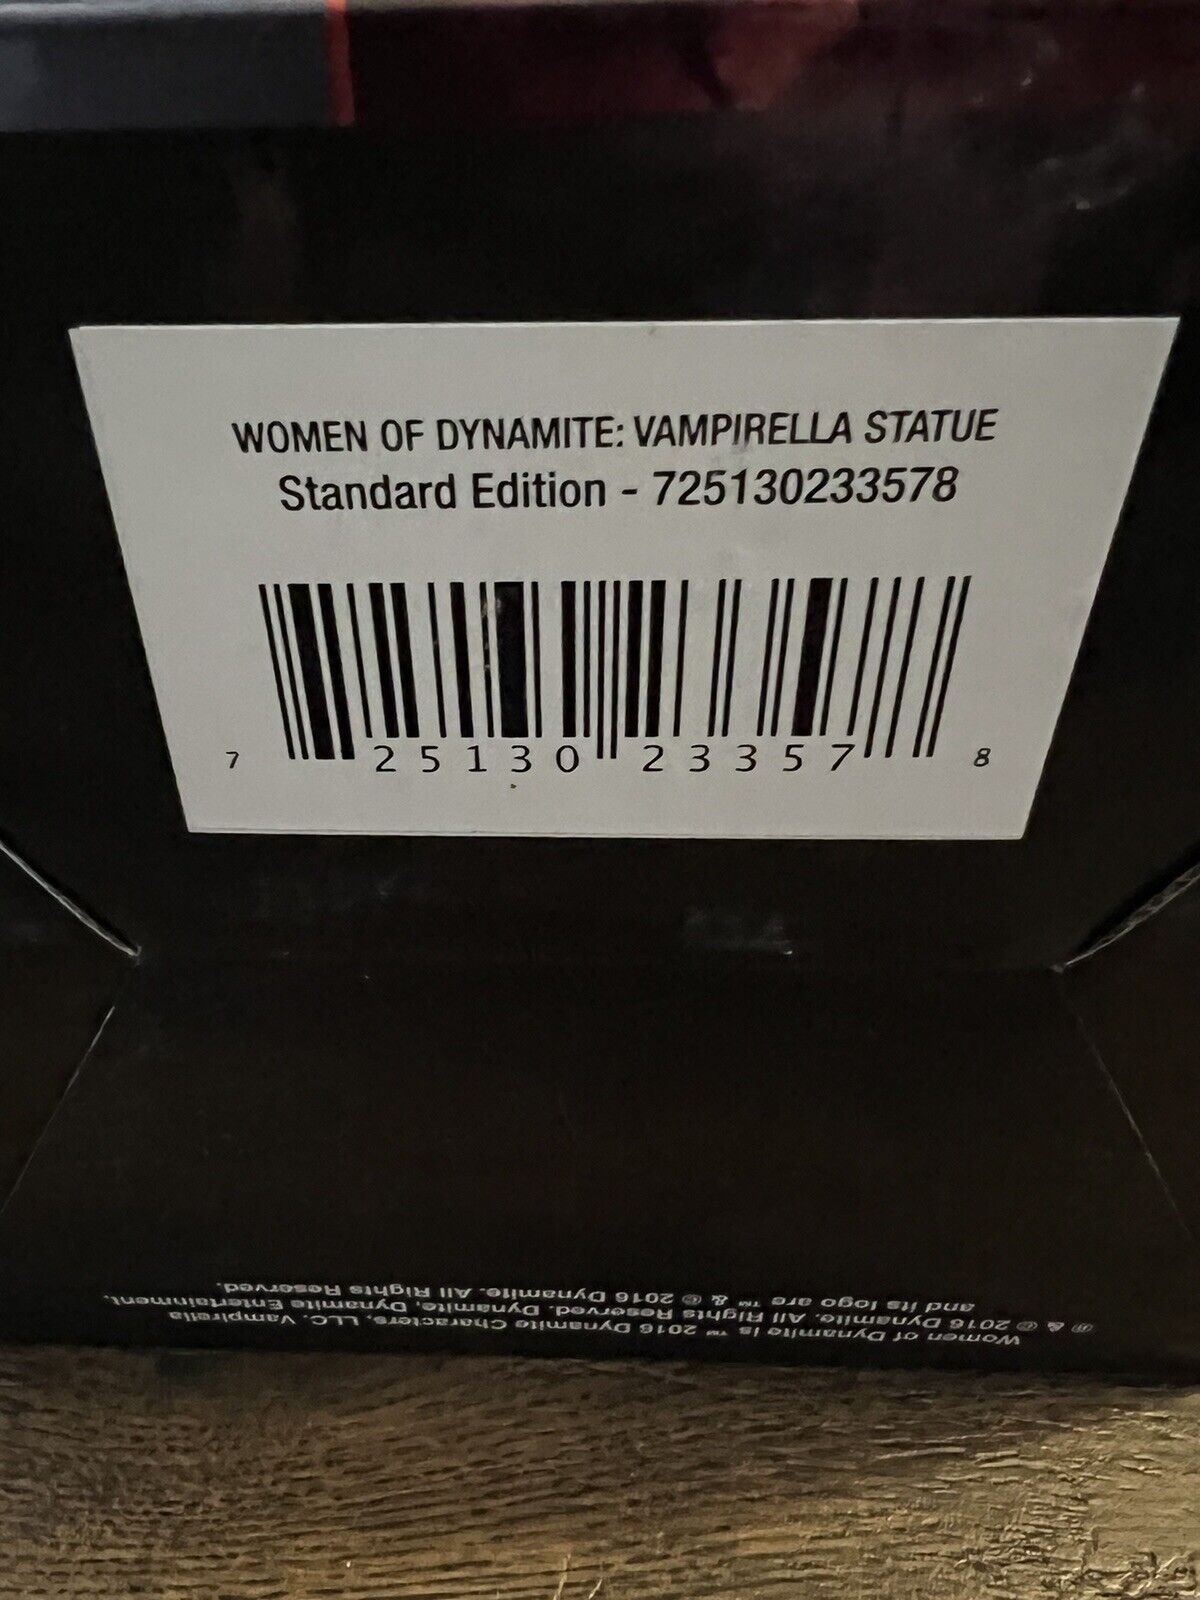 WOMEN OF DYNAMITE: VAMPIRELLA STATUE
Standard Edition - 725130233578
7 25130 23357 8
Women of Dynamite is ™ 2016 Dynamite Characters, LLC. Vampirella
® & © 2016 Dynamite. All Rights Reserved. Dynamite, Dynamite Entertainment,
and its logo are ™ & © 2016 Dynamite. All Rights Reserved.